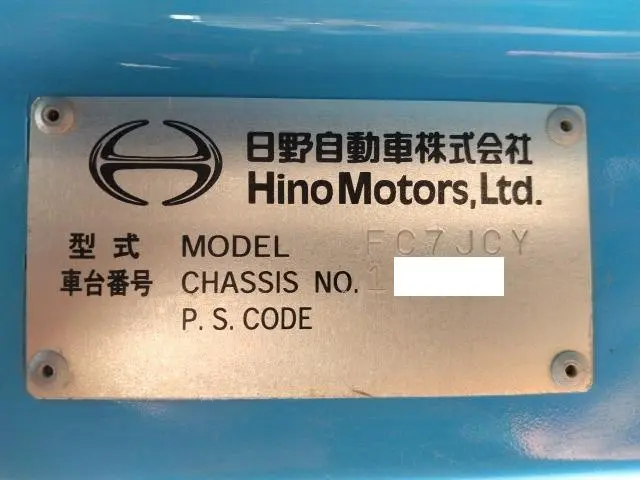 日野自動車株式会社
Hino Motors, Ltd.
型式 MODEL FC7JCY
車台番号 CHASSIS NO. 1
P. S. CODE